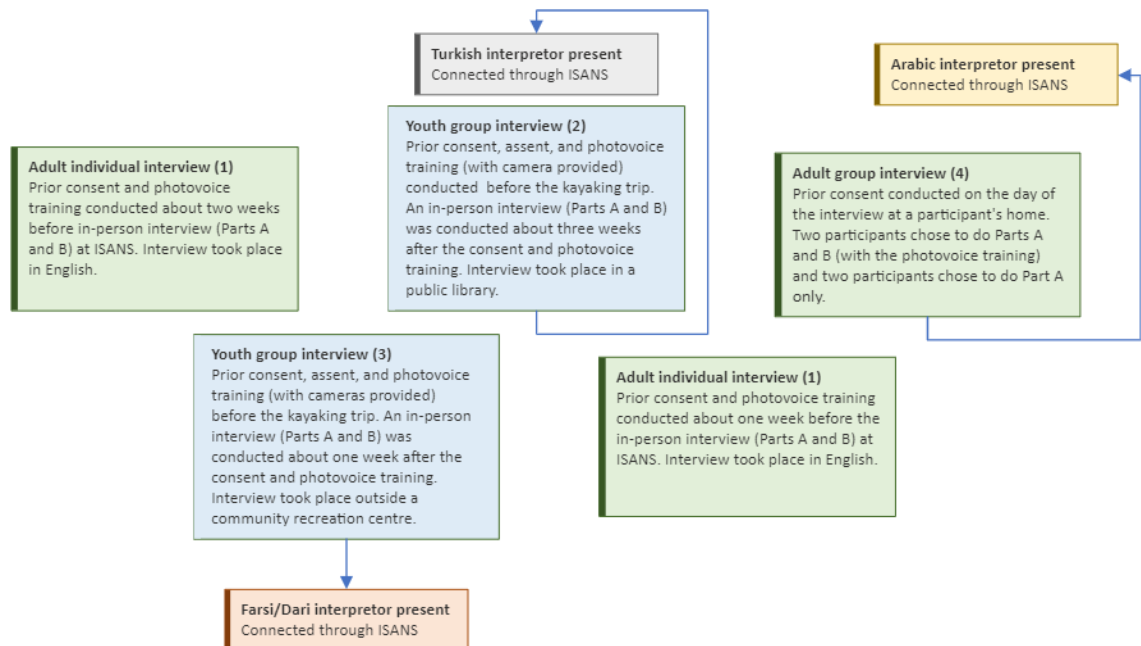 Turkish interpretor present
Connected through ISANS
Arabic interpretor present
Connected through ISANS
Adult individual interview (1)
Prior consent and photovoice
training conducted about two weeks
before in-person interview (Parts A
and B) at ISANS. Interview took place
in English.
Youth group interview (2)
Prior consent, assent, and photovoice
training (with camera provided)
conducted before the kayaking trip.
An in-person interview (Parts A and B)
was conducted about three weeks
after the consent and photovoice
training. Interview took place in a
public library.
Adult group interview (4)
Prior consent conducted on the day of
the interview at a participant's home.
Two participants chose to do Parts A
and B (with the photovoice training)
and two participants chose to do Part A
only.
Youth group interview (3)
Prior consent, assent, and photovoice
training (with cameras provided)
before the kayaking trip. An in-person
interview (Parts A and B) was
conducted about one week after the
consent and photovoice training.
Interview took place outside a
community recreation centre.
Adult individual interview (1)
Prior consent and photovoice training
conducted about one week before the
in-person interview (Parts A and B) at
ISANS. Interview took place in English.
Farsi/Dari interpretor present
Connected through ISANS